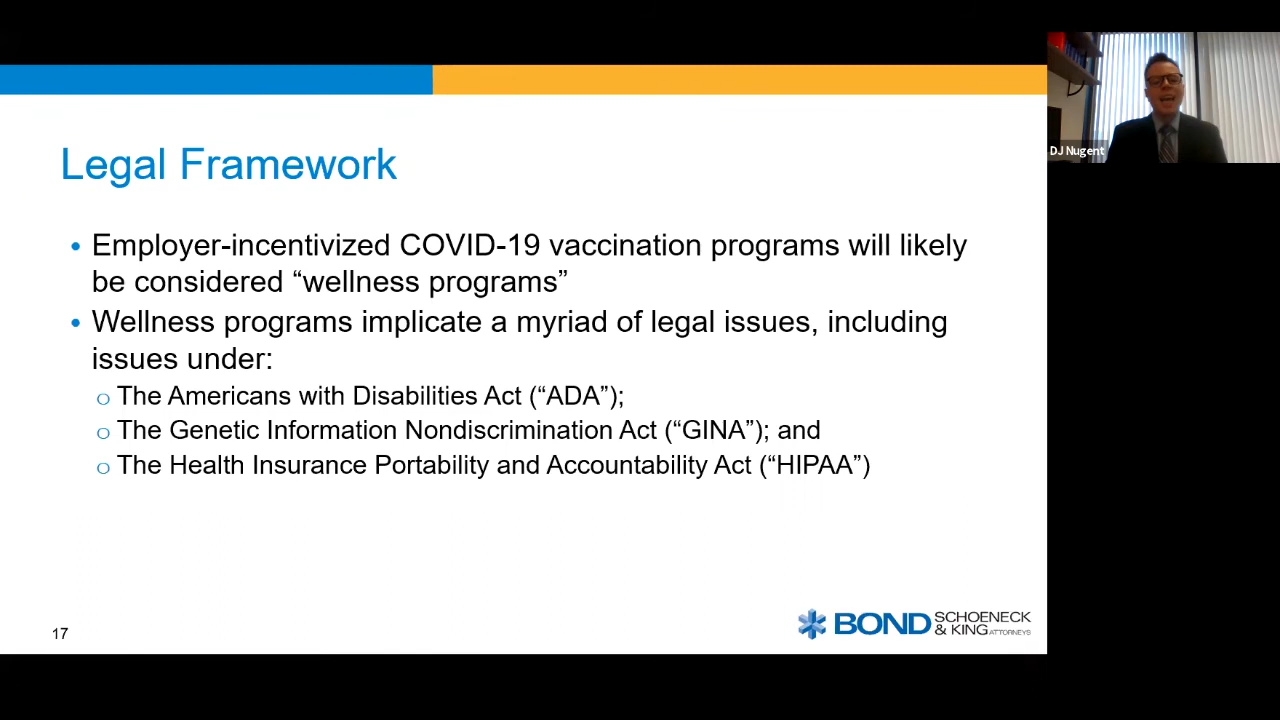 Legal Framework
• Employer-incentivized COVID-19 vaccination programs will likely
be considered “wellness programs”
• Wellness programs implicate a myriad of legal issues, including
issues under:
o The Americans with Disabilities Act (“ADA”);
o The Genetic Information Nondiscrimination Act (“GINA”); and
o The Health Insurance Portability and Accountability Act (“HIPAA”)
17
BOND SCHOENECK
& KING ATTORNEYS
DJ Nugent